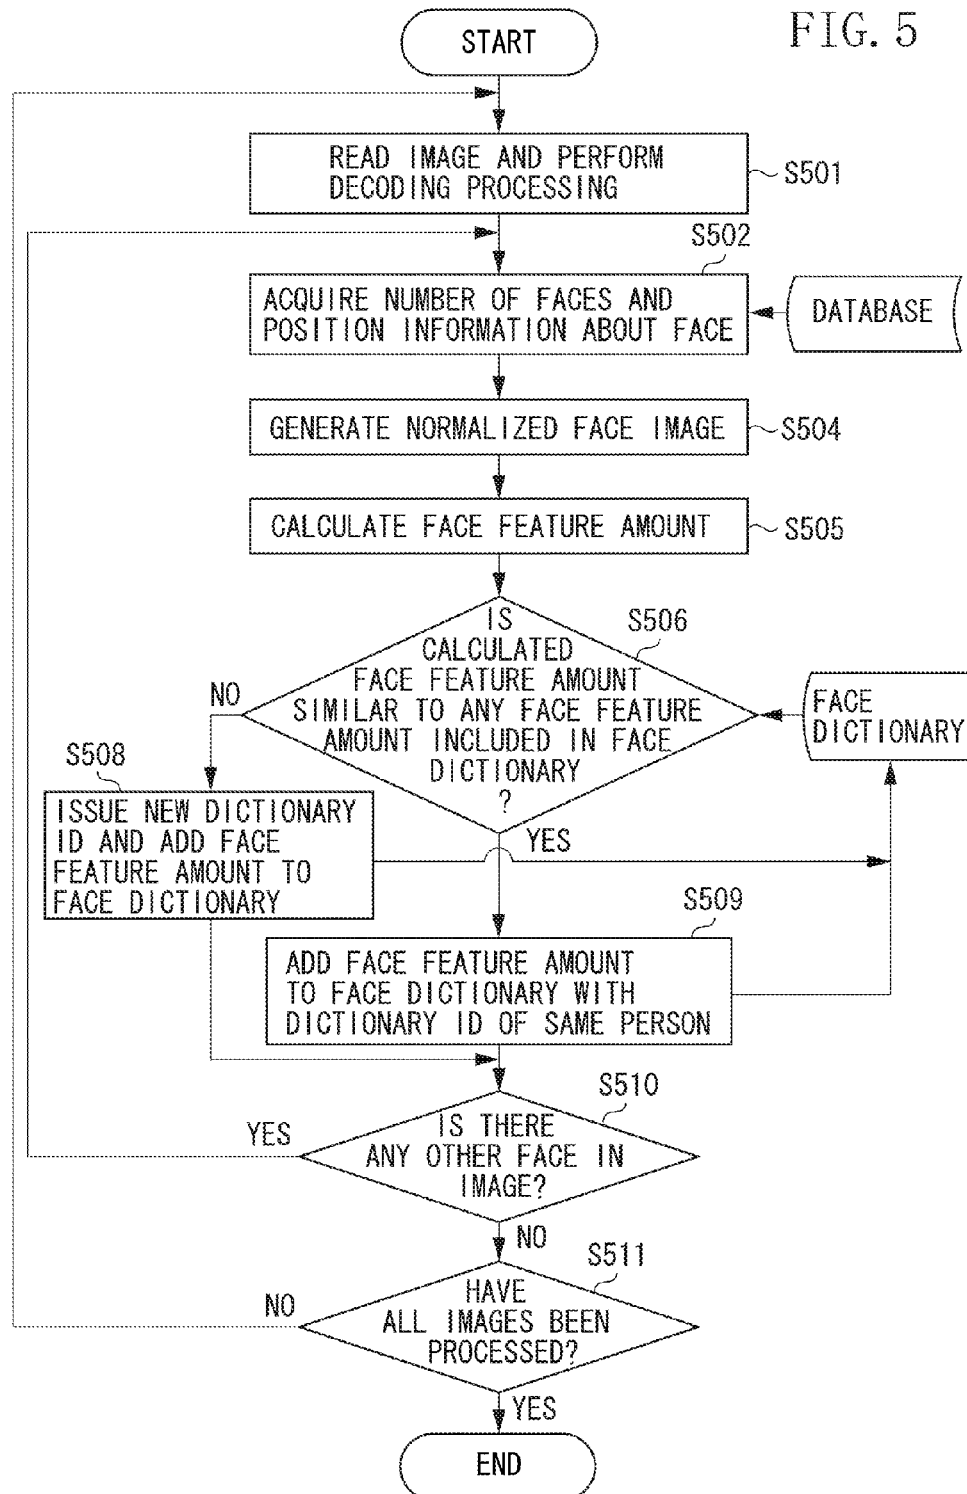 FIG. 5
START
READ IMAGE AND PERFORM
DECODING PROCESSING
S501
S502
ACQUIRE NUMBER OF FACES AND
POSITION INFORMATION ABOUT FACE
DATABASE
GENERATE NORMALIZED FACE IMAGE
S504
CALCULATE FACE FEATURE AMOUNT
S505
S506
IS
CALCULATED
FACE FEATURE AMOUNT
SIMILAR TO ANY FACE FEATURE
AMOUNT INCLUDED IN FACE
DICTIONARY
?
NO
FACE
DICTIONARY
S508
ISSUE NEW DICTIONARY
ID AND ADD FACE
FEATURE AMOUNT TO
FACE DICTIONARY
YES
S509
ADD FACE FEATURE AMOUNT
TO FACE DICTIONARY WITH
DICTIONARY ID OF SAME PERSON
S510
YES
IS THERE
ANY OTHER FACE IN
IMAGE?
NO
S511
NO
HAVE
ALL IMAGES BEEN
PROCESSED?
YES
END